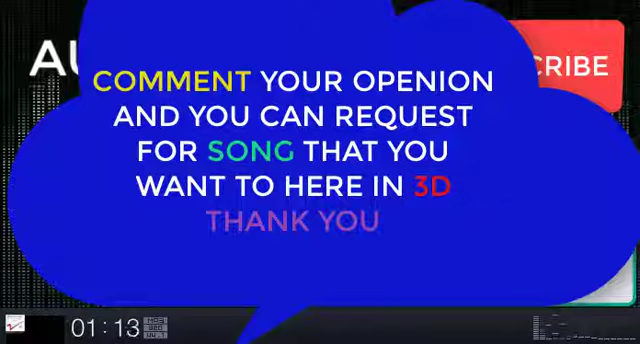 COMMENT YOUR OPENION
AND YOU CAN REQUEST
FOR SONG THAT YOU
WANT TO HERE IN 3D
THANK YOU
01:13